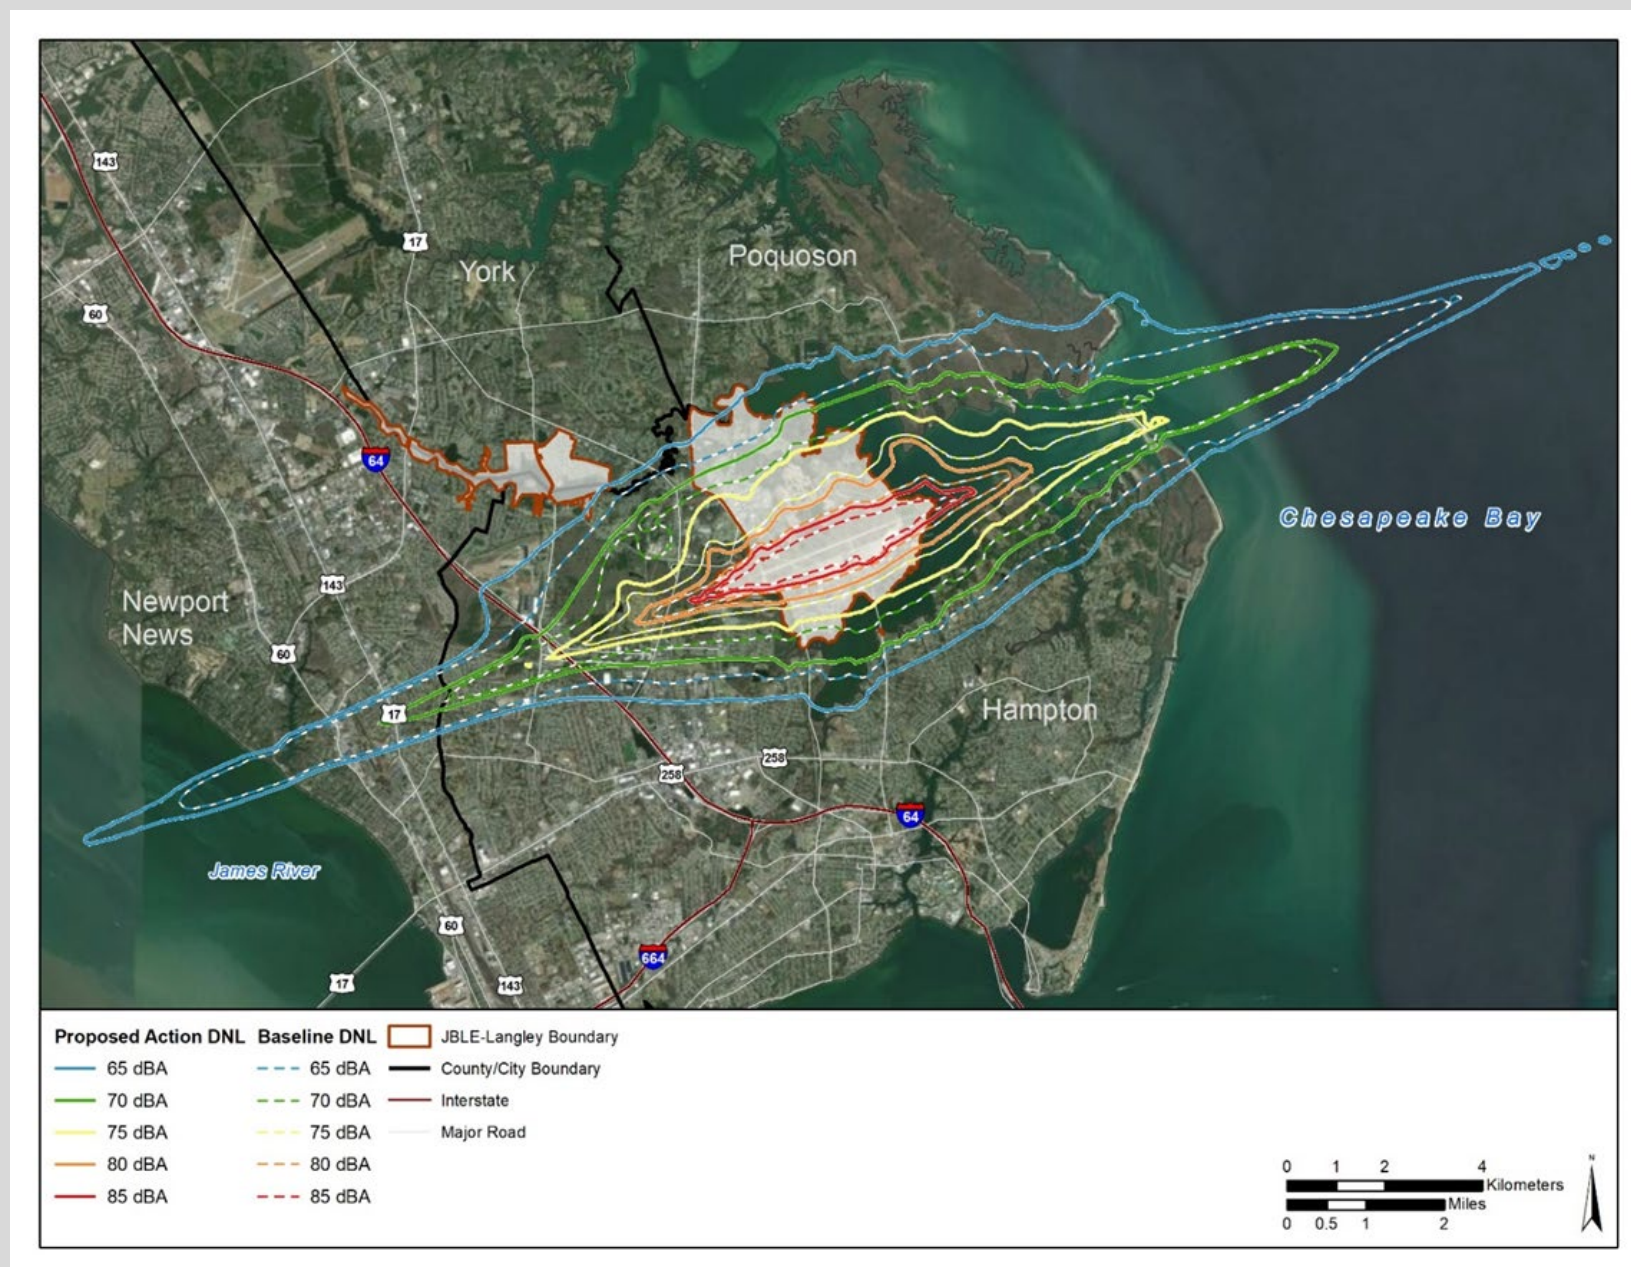 143
17
York
Poquoson
60
64
Chesapeake Bay
Newport
News
143
60
17
Hampton
258
258
64
James River
60
664
17
143
Proposed Action DNL
65 dBA
70 dBA
75 dBA
80 dBA
85 dBA
Baseline DNL
65 dBA
70 dBA
75 dBA
80 dBA
85 dBA
JBLE-Langley Boundary
County/City Boundary
Interstate
Major Road
0 1 2 4
Kilometers
Miles
0 0.5 1 2
N